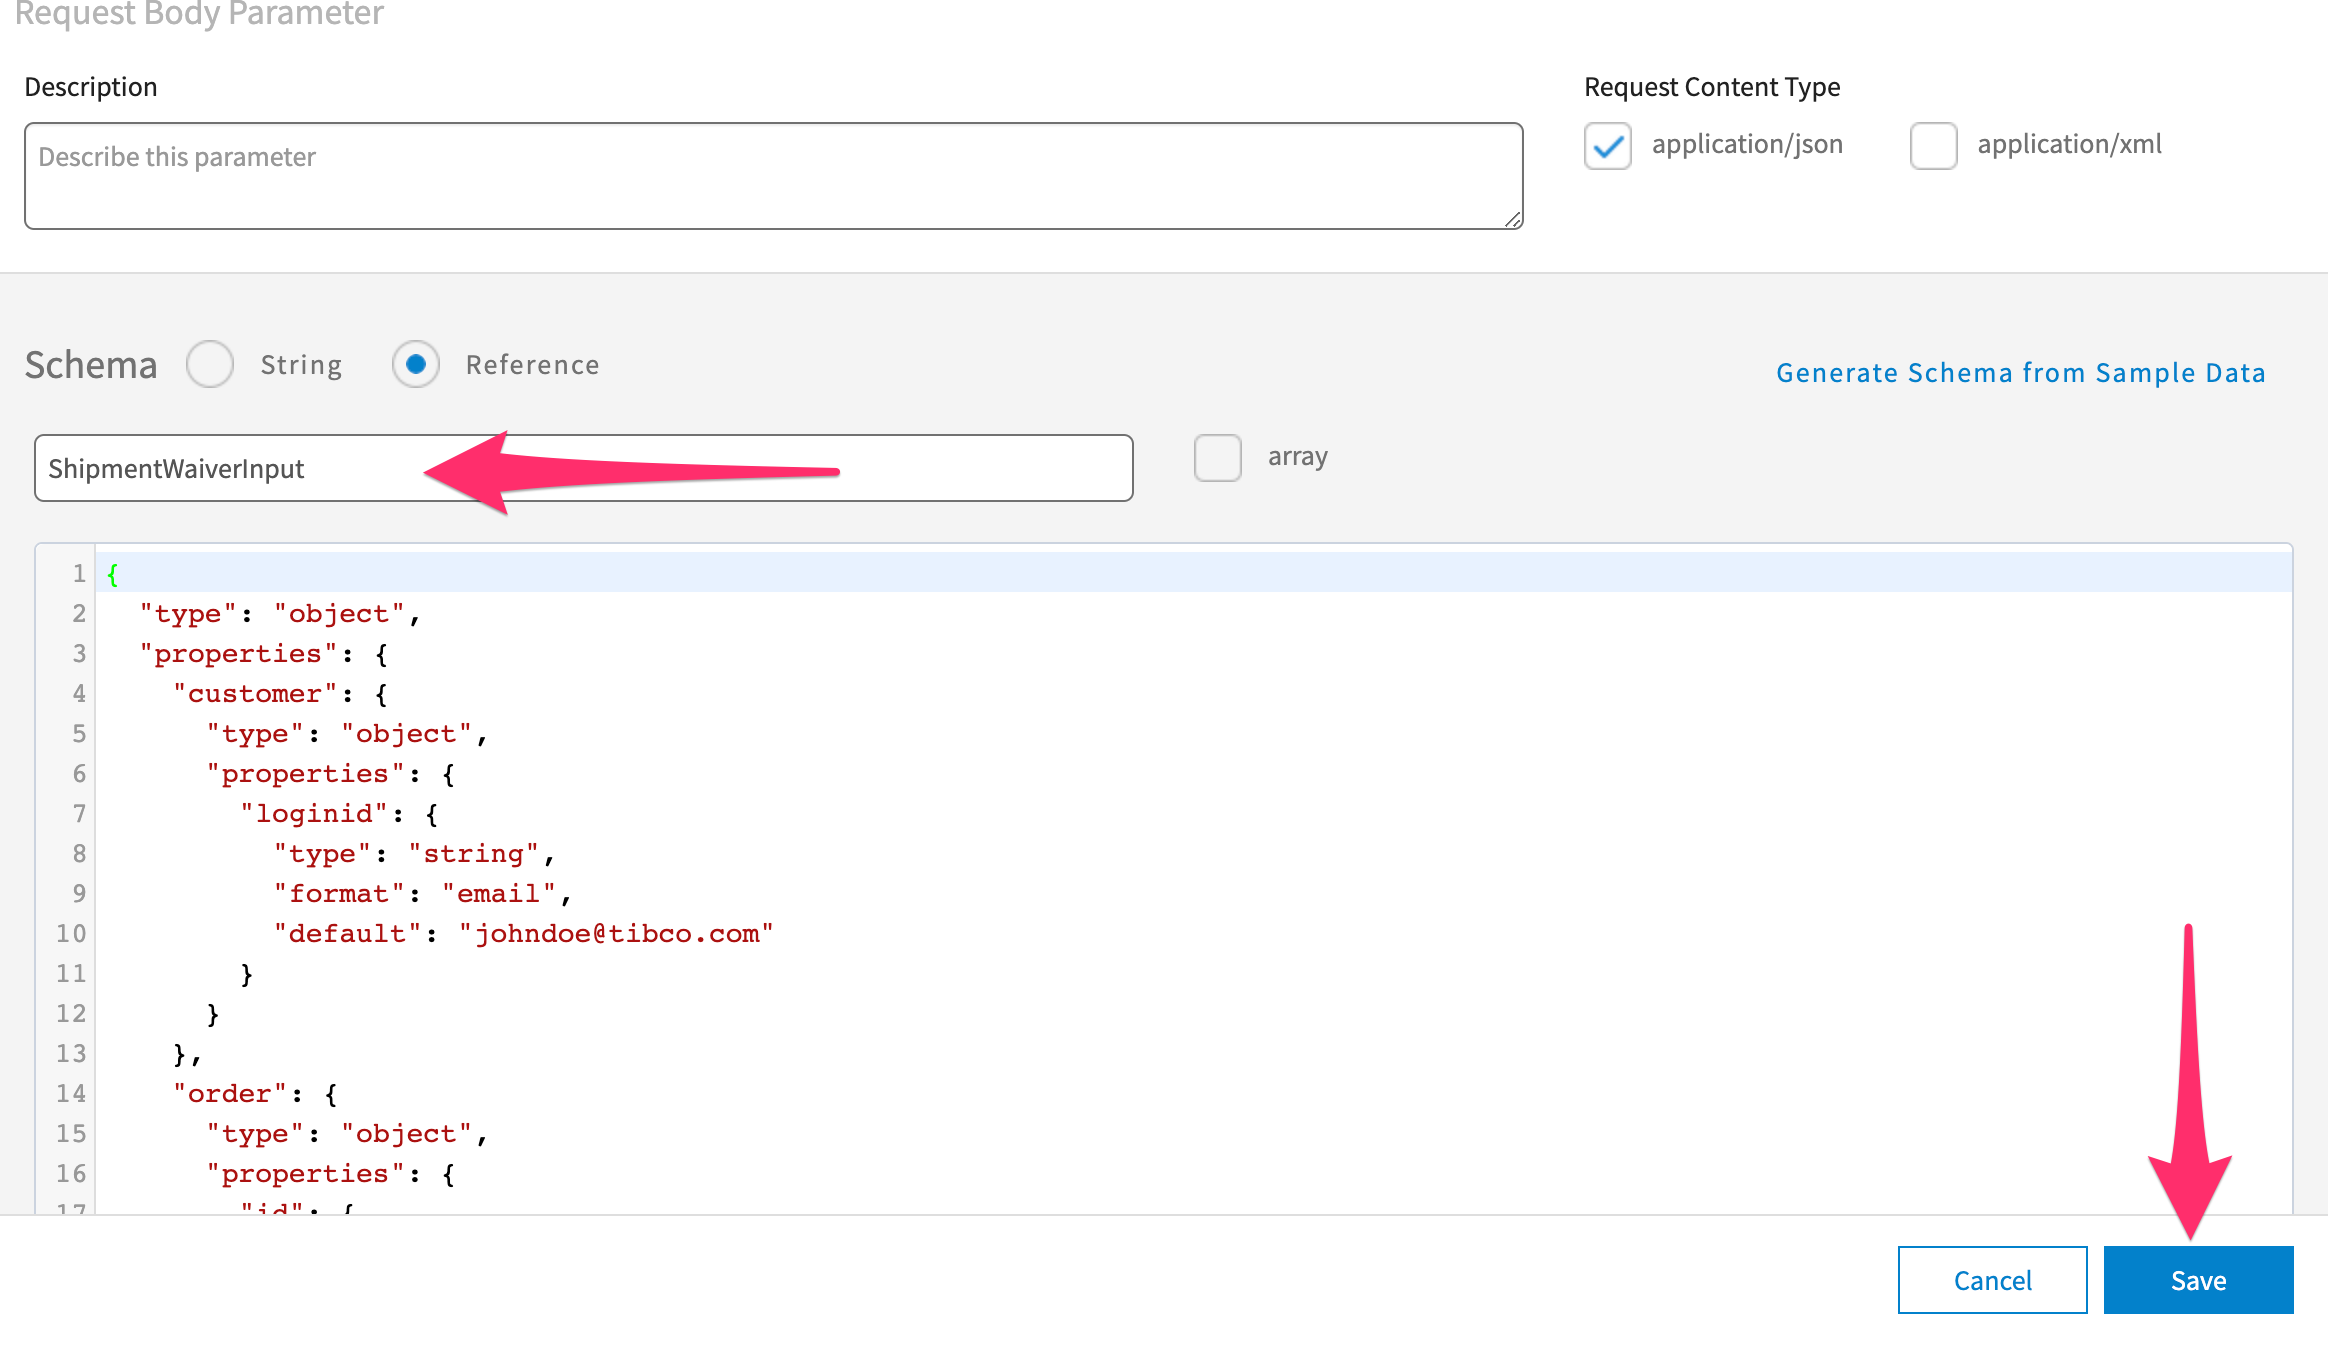 Request Body Parameter
Description
Request Content Type
Describe this parameter
application/json
application/xml
Schema
String
Reference
Generate Schema from Sample Data
ShipmentWaiverInput
array
1 {
2 "type": "object",
3 "properties": {
4 "customer": {
5 "type": "object",
6 "properties": {
7 "loginid": {
8 "type": "string",
9 "format": "email",
10 "default": "johndoe@tibco.com"
11 }
12 }
13 },
14 "order": {
15 "type": "object",
16 "properties": {
17 "id": {
Cancel
Save